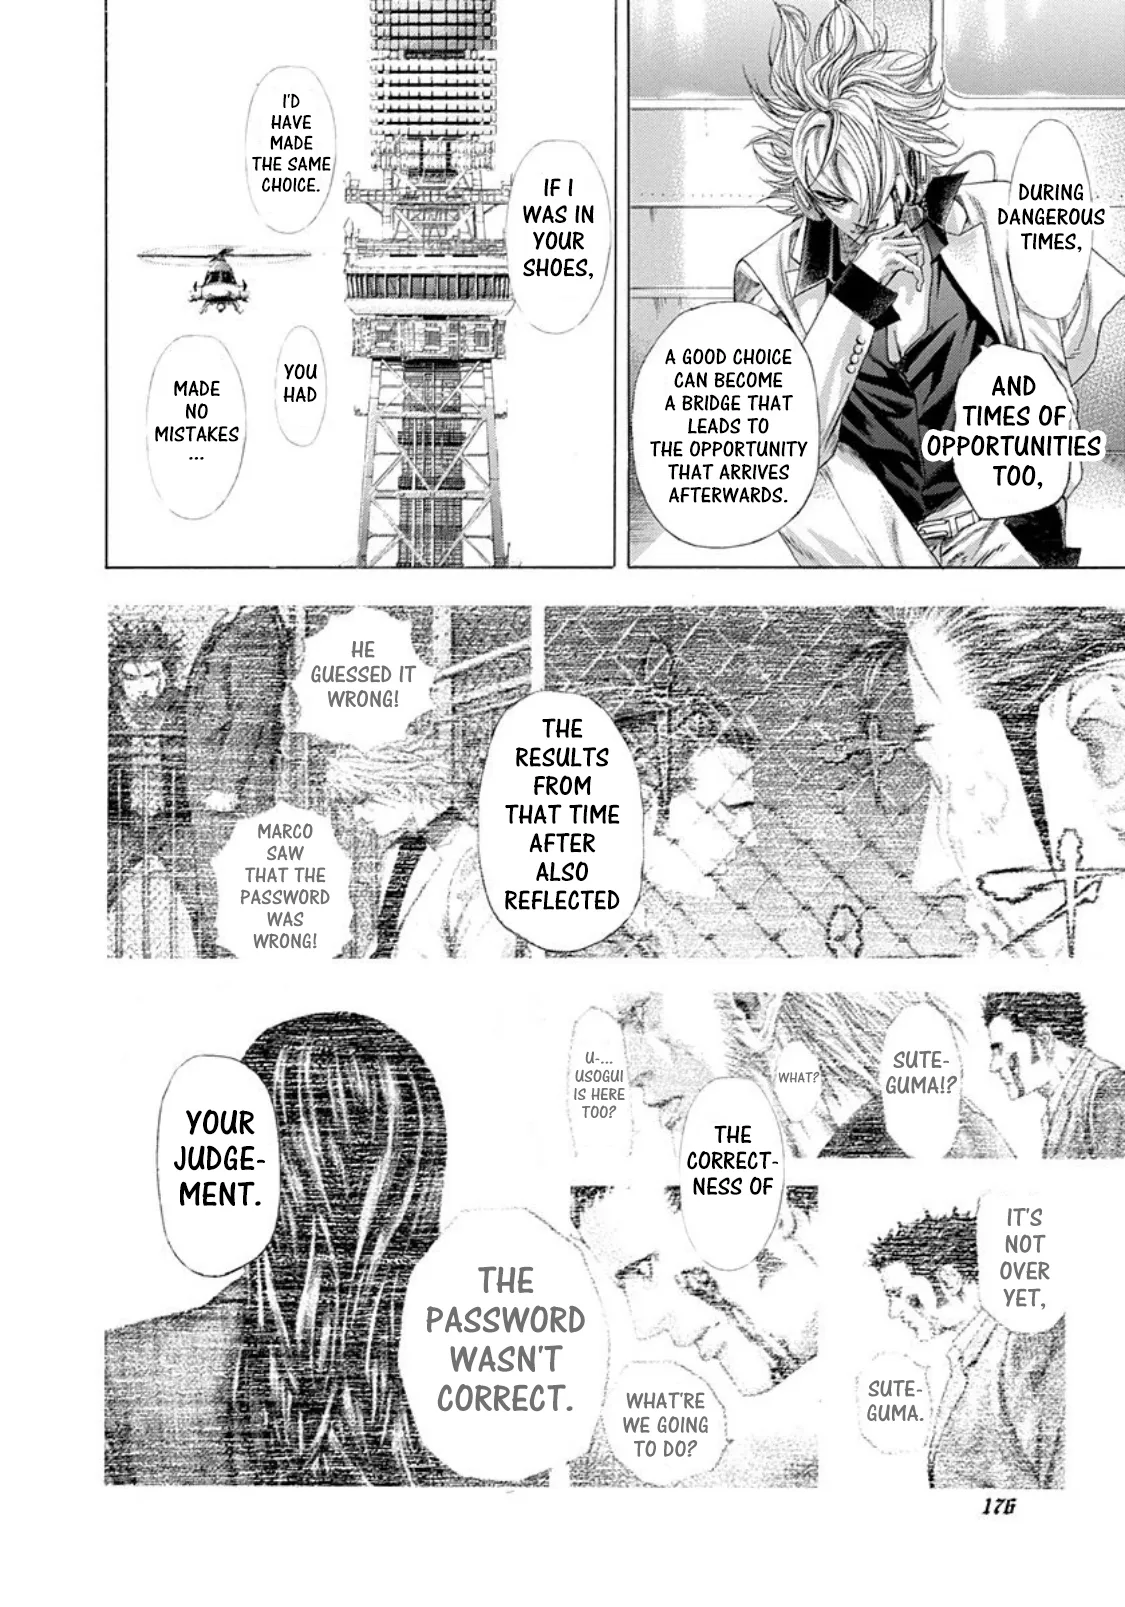 DURING
DANGEROUS
TIMES,
AND
TIMES OF
OPPORTUNITIES
TOO,
A GOOD CHOICE
CAN BECOME
A BRIDGE THAT
LEADS TO
THE OPPORTUNITY
THAT ARRIVES
AFTERWARDS.
IF I
WAS IN
YOUR
SHOES,
I'D
HAVE
MADE
THE SAME
CHOICE.
YOU
HAD
MADE
NO
MISTAKES
...
THE
RESULTS
FROM
THAT TIME
AFTER
ALSO
REFLECTED
HE
GUESSED IT
WRONG!
MARCO
SAW
THAT THE
PASSWORD
WAS
WRONG!
SUTE-
GUMA!?
WHAT?
U-...
USOGUI
IS HERE
TOO?
THE
CORRECT-
NESS OF
IT'S
NOT
OVER
YET,
SUTE-
GUMA.
WHAT'RE
WE GOING
TO DO?
YOUR
JUDGE-
MENT.
THE
PASSWORD
WASN'T
CORRECT.
176